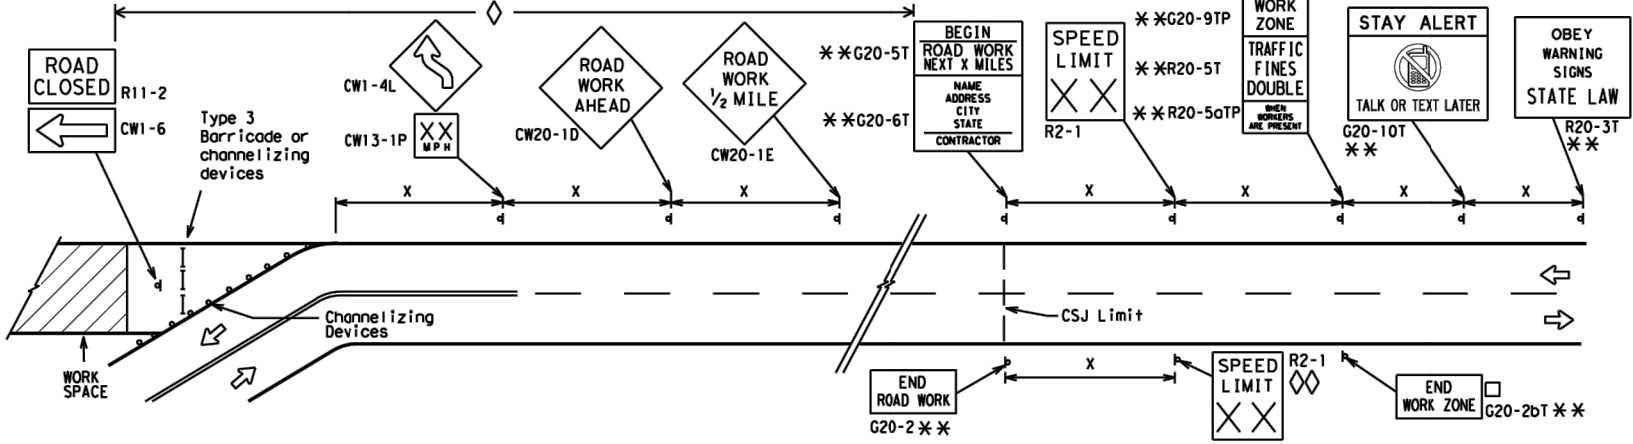 ROAD
CLOSED
R11-2
CW1-6
Type 3
Barricade or
channelizing
devices
CW1-4L
XX
MPH
CW13-1P
ROAD
WORK
AHEAD
CW20-1D
ROAD
WORK
1/2 MILE
CW20-1E
**G20-5T
BEGIN
ROAD WORK
NEXT X MILES
**G20-6T
NAME
ADDRESS
CITY
STATE
CONTRACTOR
SPEED
LIMIT
X X
R2-1
**G20-9TP
WORK
ZONE
**R20-5T
TRAFFIC
FINES
DOUBLE
**R20-5aTP
WHEN
WORKERS
ARE PRESENT
STAY ALERT
TALK OR TEXT LATER
G20-10T
**
OBEY
WARNING
SIGNS
STATE LAW
R20-3T
**
X
X
X
X
X
X
X
Channelizing
Devices
CSJ Limit
WORK
SPACE
END
ROAD WORK
G20-2 **
X
SPEED
LIMIT
X X
R2-1
END
WORK ZONE
G20-2bT **